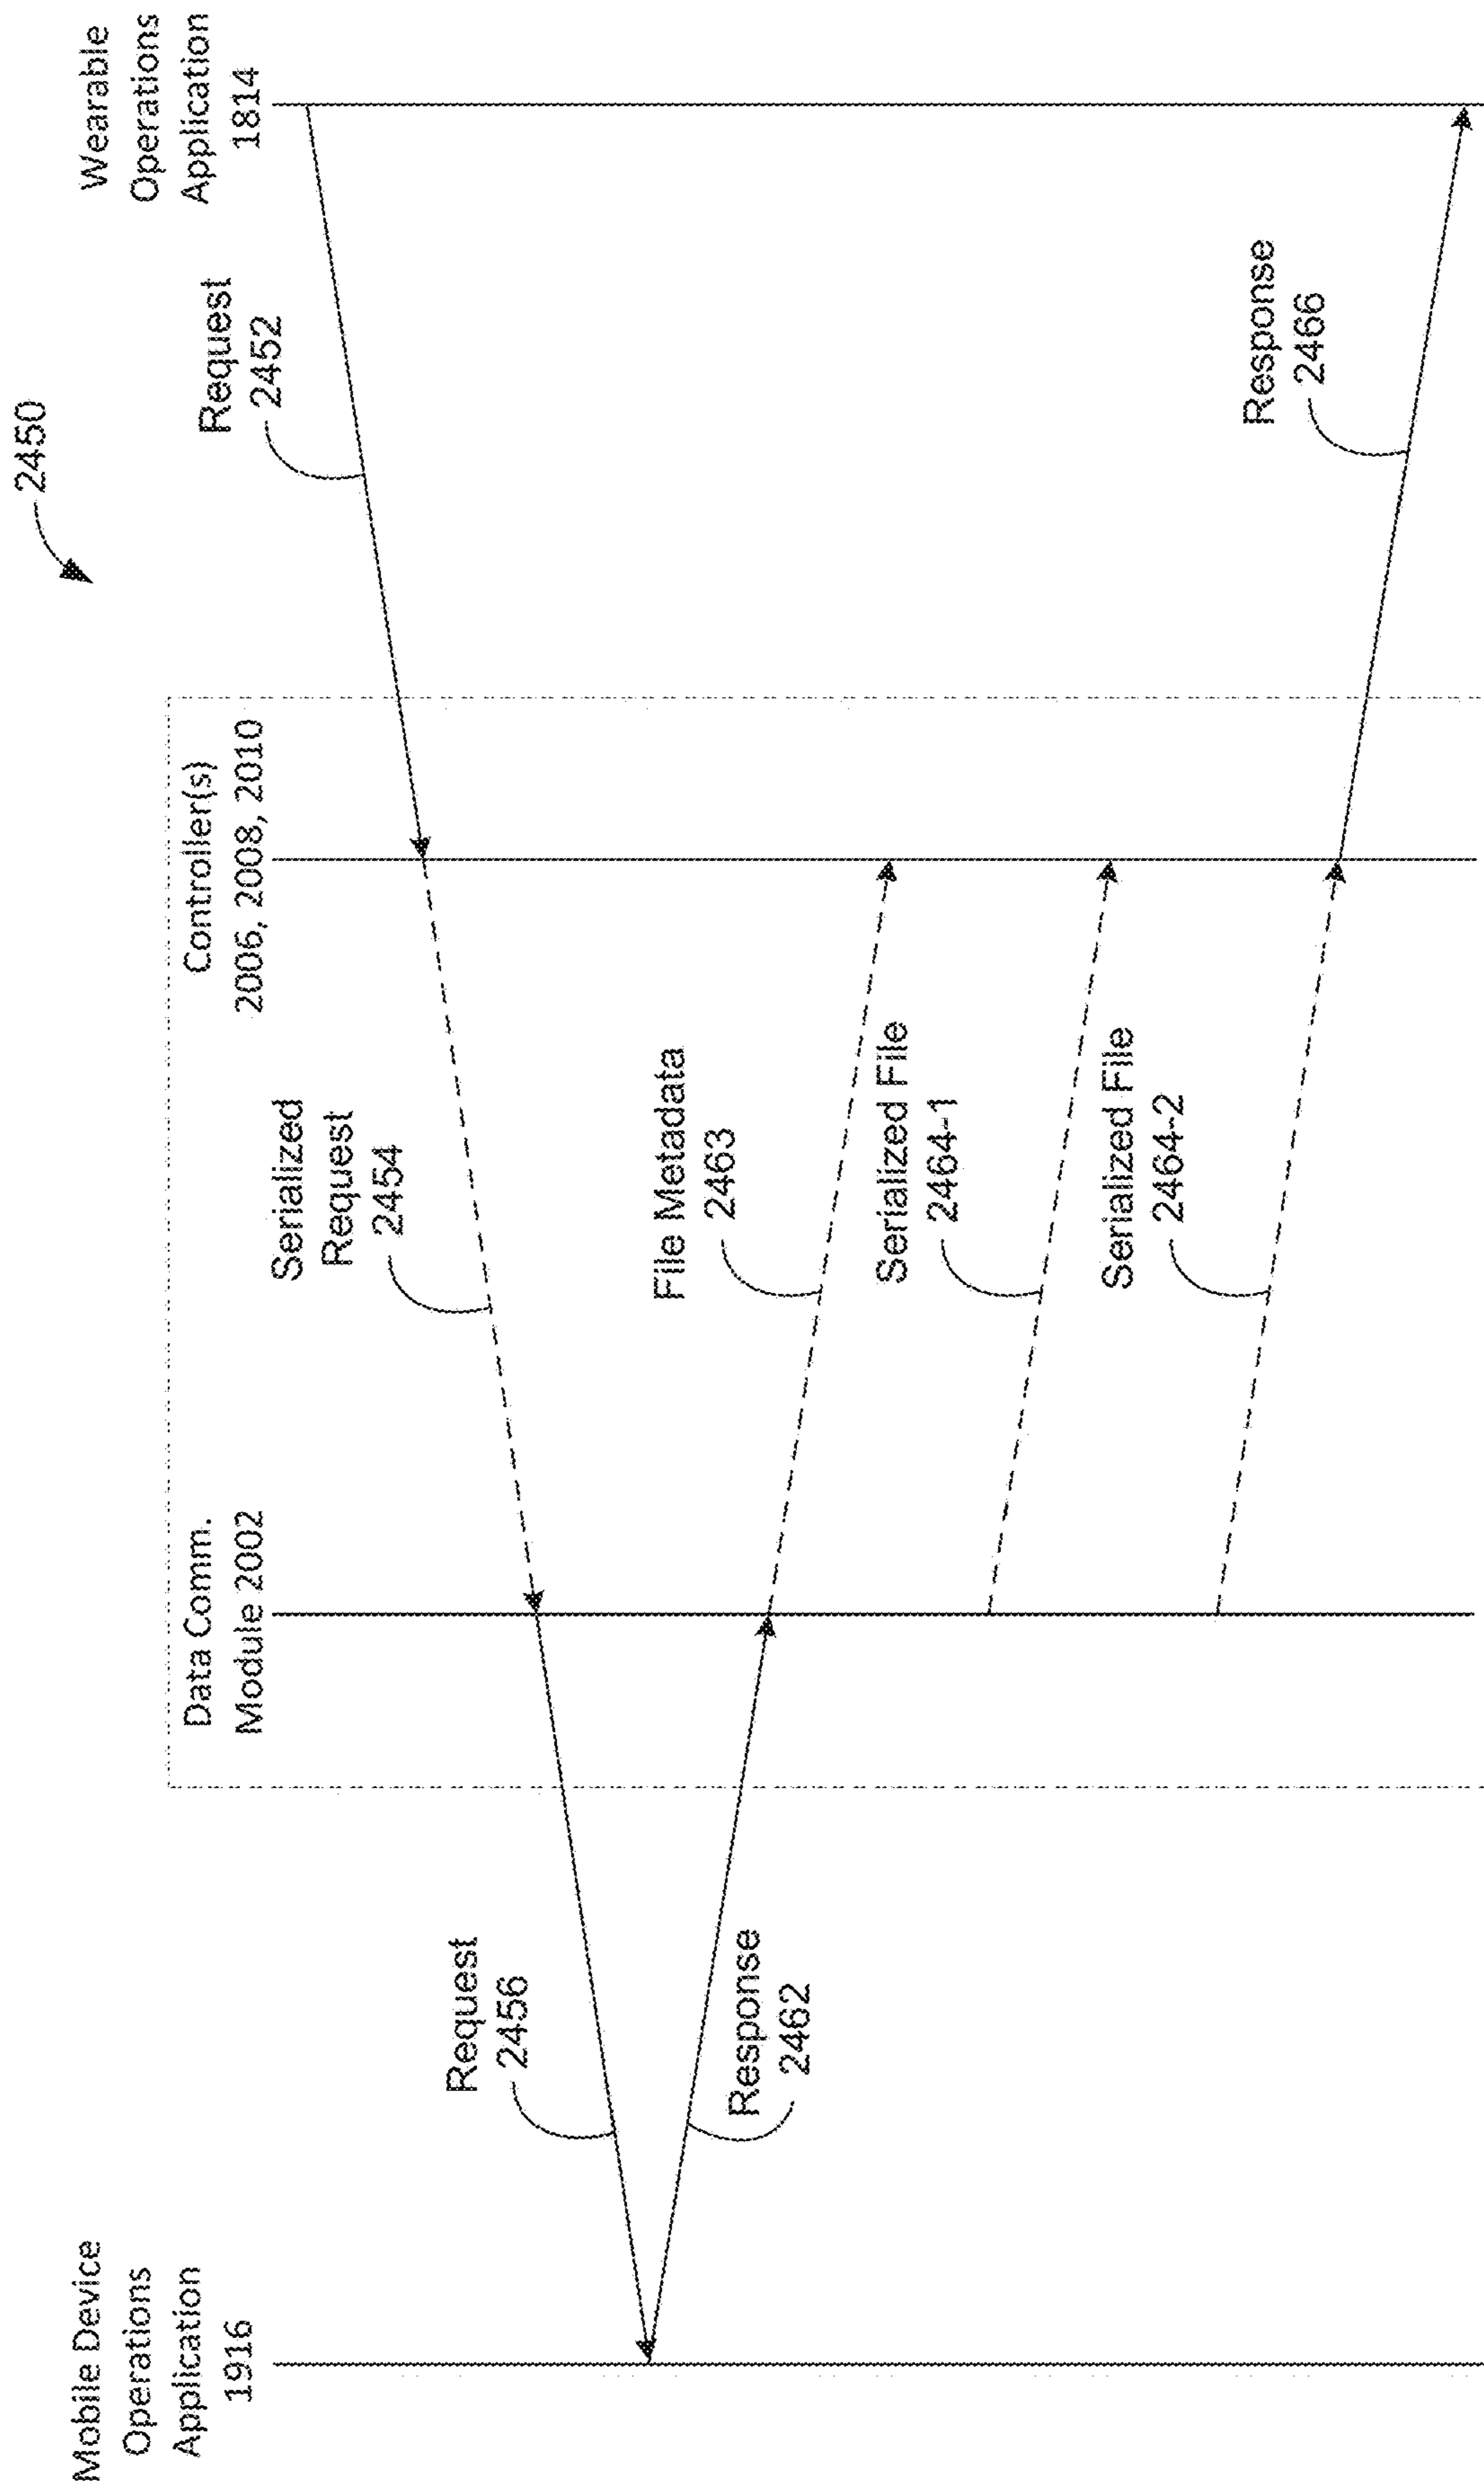 2450
Mobile Device
Operations
Application
1916
Data Comm.
Module 2002
Controller(s)
2006, 2008, 2010
Wearable
Operations
Application
1814
Request
2452
Serialized
Request
2454
Request
2456
Response
2462
File Metadata
2463
Serialized File
2464-1
Serialized File
2464-2
Response
2466